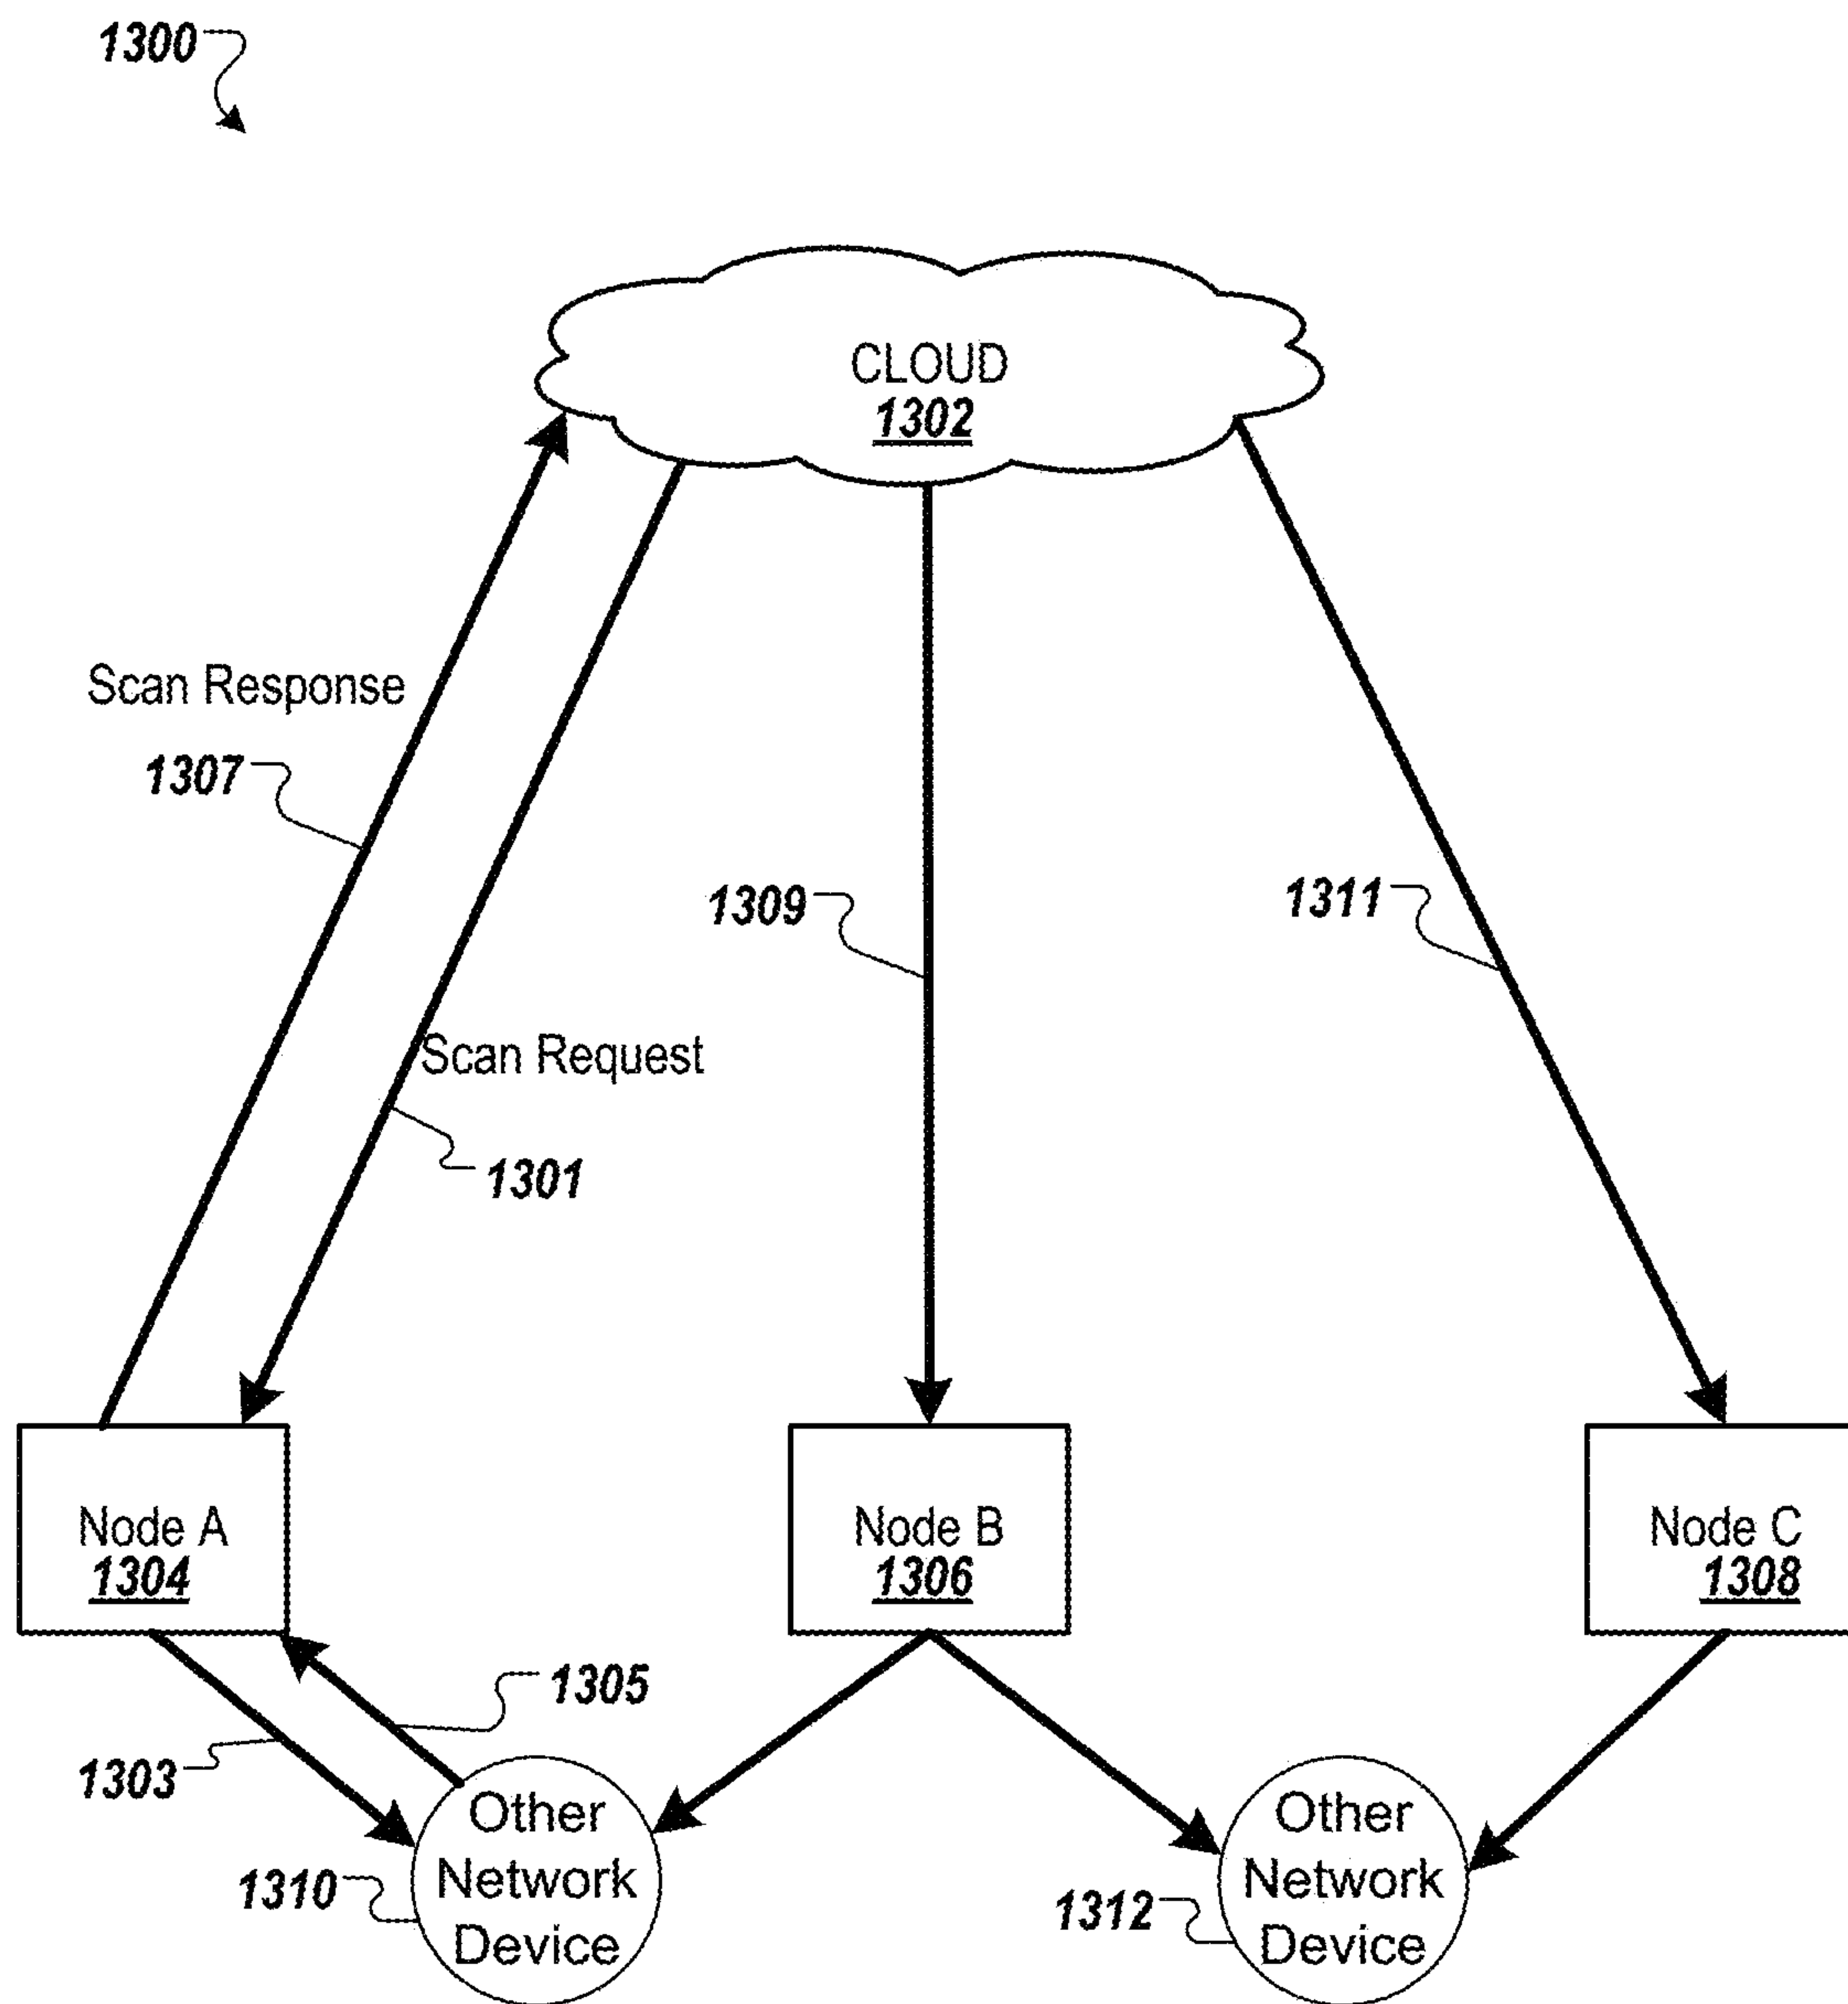 1300
CLOUD
1302
Scan Response
1307
1309
1311
Scan Request
1301
Node A
1304
Node B
1306
Node C
1308
1305
1303
Other
Network
Device
1310
Other
Network
Device
1312